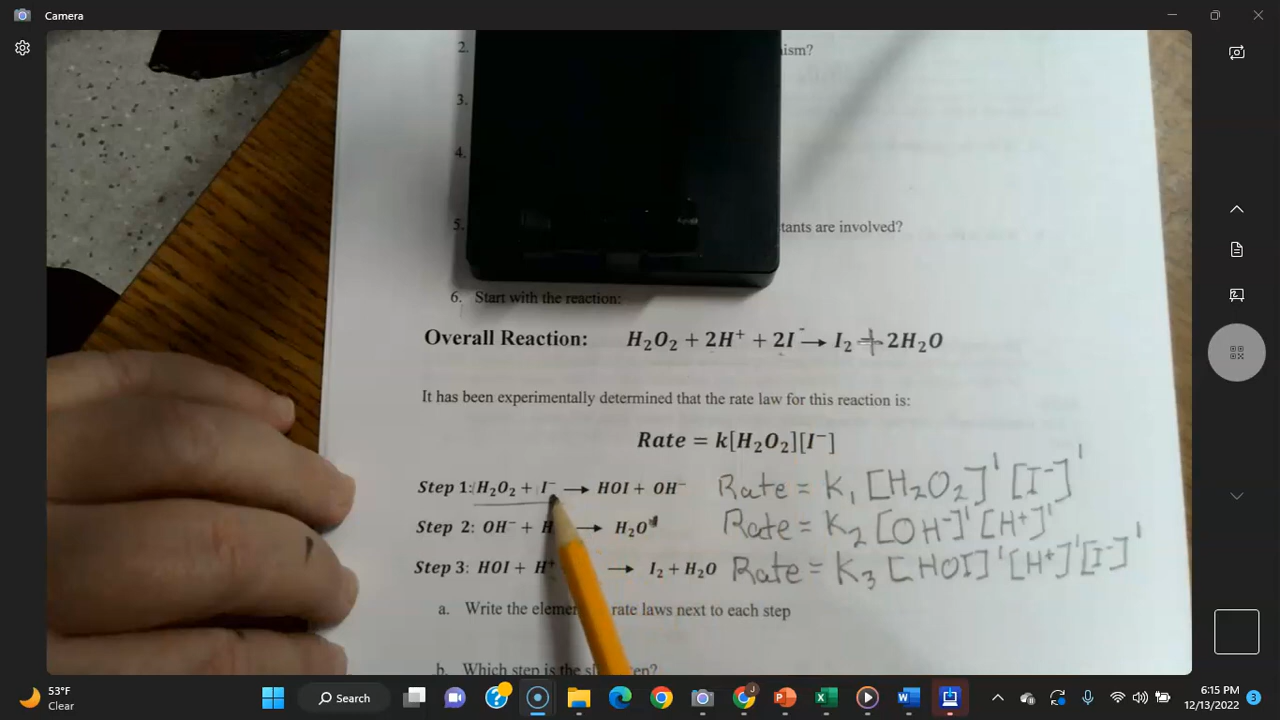 Camera
2. ism?
3.
4.
5. tants are involved?
6. Start with the reaction:
Overall Reaction: H₂O₂ + 2H⁺ + 2I⁻ → I₂ + 2H₂O
It has been experimentally determined that the rate law for this reaction is:
Rate = k[H₂O₂][I⁻]
Step 1: H₂O₂ + I⁻ → HOI + OH⁻ Rate = K₁ [H₂O₂]¹ [I⁻]¹
Step 2: OH⁻ + H → H₂O Rate = K₂ [OH⁻]¹ [H⁺]¹
Step 3: HOI + H⁺ → I₂ + H₂O Rate = K₃ [HOI]¹ [H⁺]¹ [I⁻]¹
a. Write the eleme rate laws next to each step
b. Which step is the
53°F
Clear
Search
6:15 PM
12/13/2022
3